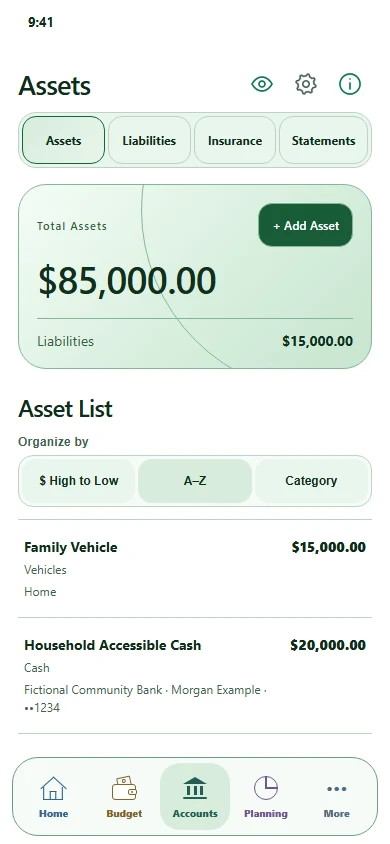 9:41
Assets
Assets
Liabilities
Insurance
Statements
Total Assets
+ Add Asset
$85,000.00
Liabilities
$15,000.00
Asset List
Organize by
$ High to Low
A–Z
Category
Family Vehicle
$15,000.00
Vehicles
Home
Household Accessible Cash
$20,000.00
Cash
Fictional Community Bank · Morgan Example ·
••1234
Home
Budget
Accounts
Planning
More